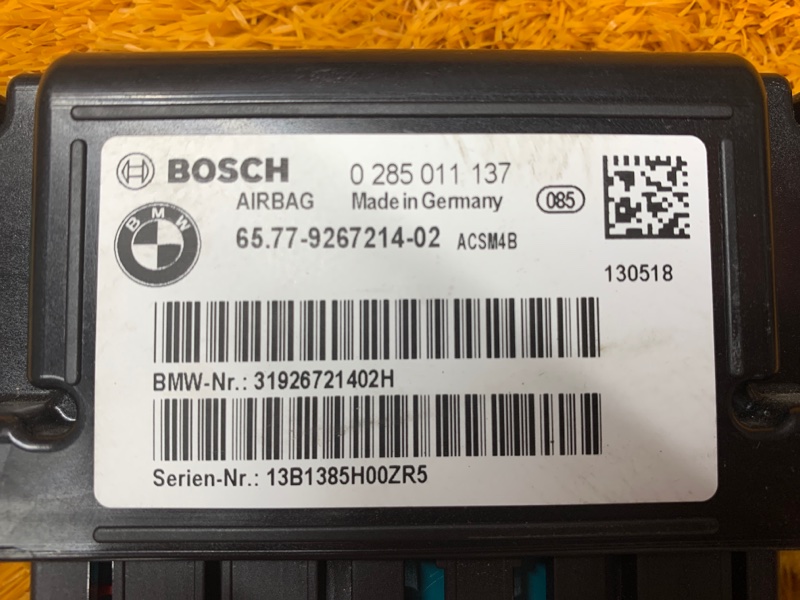 BOSCH 0 285 011 137
AIRBAG Made in Germany 085
BMW
65.77-9267214-02 ACSM4B
130518
BMW-Nr.: 31926721402H
Serien-Nr.: 13B1385H00ZR5